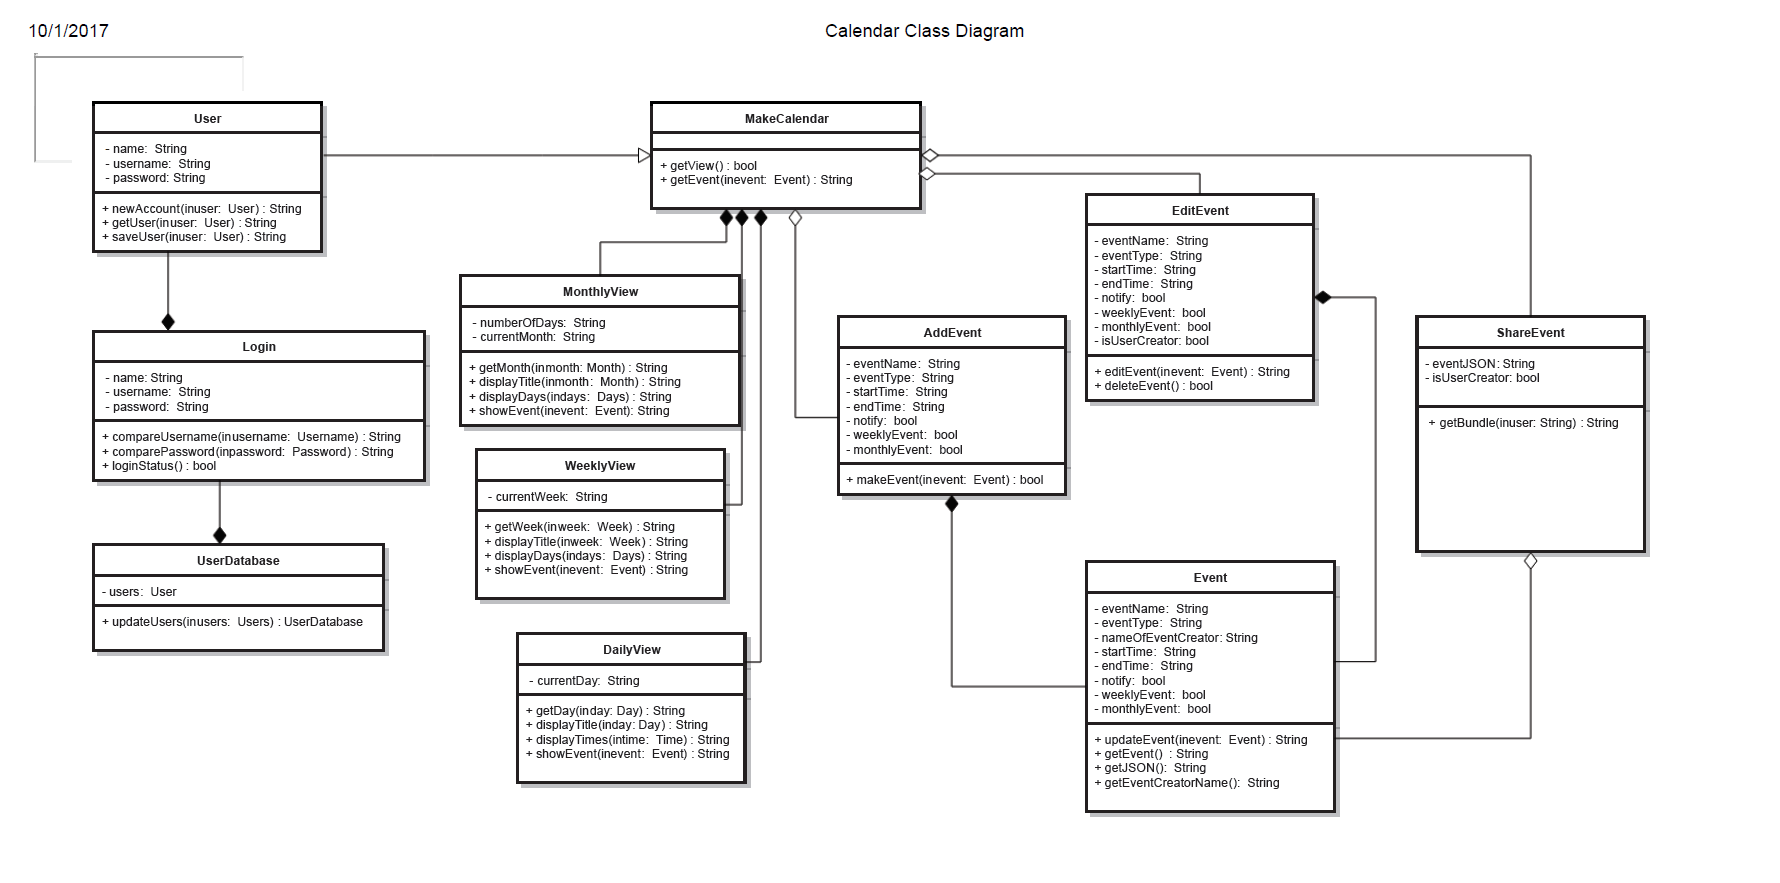 10/1/2017
Calendar Class Diagram
User
- name: String
- username: String
- password: String
+ newAccount(inuser: User) : String
+ getUser(inuser: User) : String
+ saveUser(inuser: User) : String
MakeCalendar
+ getView() : bool
+ getEvent(inevent: Event) : String
EditEvent
- eventName: String
- eventType: String
- startTime: String
- endTime: String
- notify: bool
- weeklyEvent: bool
- monthlyEvent: bool
- isUserCreator: bool
+ editEvent(inevent: Event) : String
+ deleteEvent() : bool
MonthlyView
- numberOfDays: String
- currentMonth: String
+ getMonth(inmonth: Month) : String
+ displayTitle(inmonth: Month) : String
+ displayDays(indays: Days) : String
+ showEvent(inevent: Event): String
Login
- name: String
- username: String
- password: String
+ compareUsername(inusername: Username) : String
+ comparePassword(inpassword: Password) : String
+ loginStatus() : bool
AddEvent
- eventName: String
- eventType: String
- startTime: String
- endTime: String
- notify: bool
- weeklyEvent: bool
- monthlyEvent: bool
+ makeEvent(inevent: Event) : bool
ShareEvent
- eventJSON: String
- isUserCreator: bool
+ getBundle(inuser: String) : String
WeeklyView
- currentWeek: String
+ getWeek(inweek: Week) : String
+ displayTitle(inweek: Week) : String
+ displayDays(indays: Days) : String
+ showEvent(inevent: Event) : String
UserDatabase
- users: User
+ updateUsers(inusers: Users) : UserDatabase
Event
- eventName: String
- eventType: String
- nameOfEventCreator: String
- startTime: String
- endTime: String
- notify: bool
- weeklyEvent: bool
- monthlyEvent: bool
+ updateEvent(inevent: Event) : String
+ getEvent() : String
+ getJSON(): String
+ getEventCreatorName(): String
DailyView
- currentDay: String
+ getDay(inday: Day) : String
+ displayTitle(inday: Day) : String
+ displayTimes(intime: Time) : String
+ showEvent(inevent: Event) : String